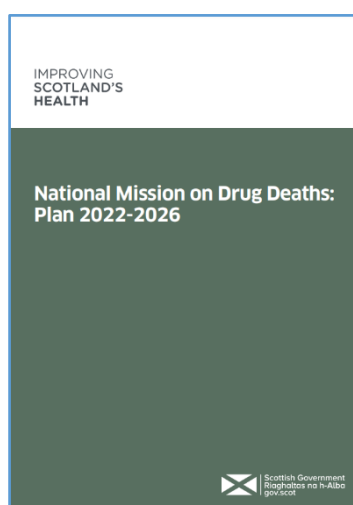 IMPROVING
SCOTLAND'S
HEALTH
National Mission on Drug Deaths:
Plan 2022-2026
Scottish Government
Riaghaltas na h-Alba
gov.scot